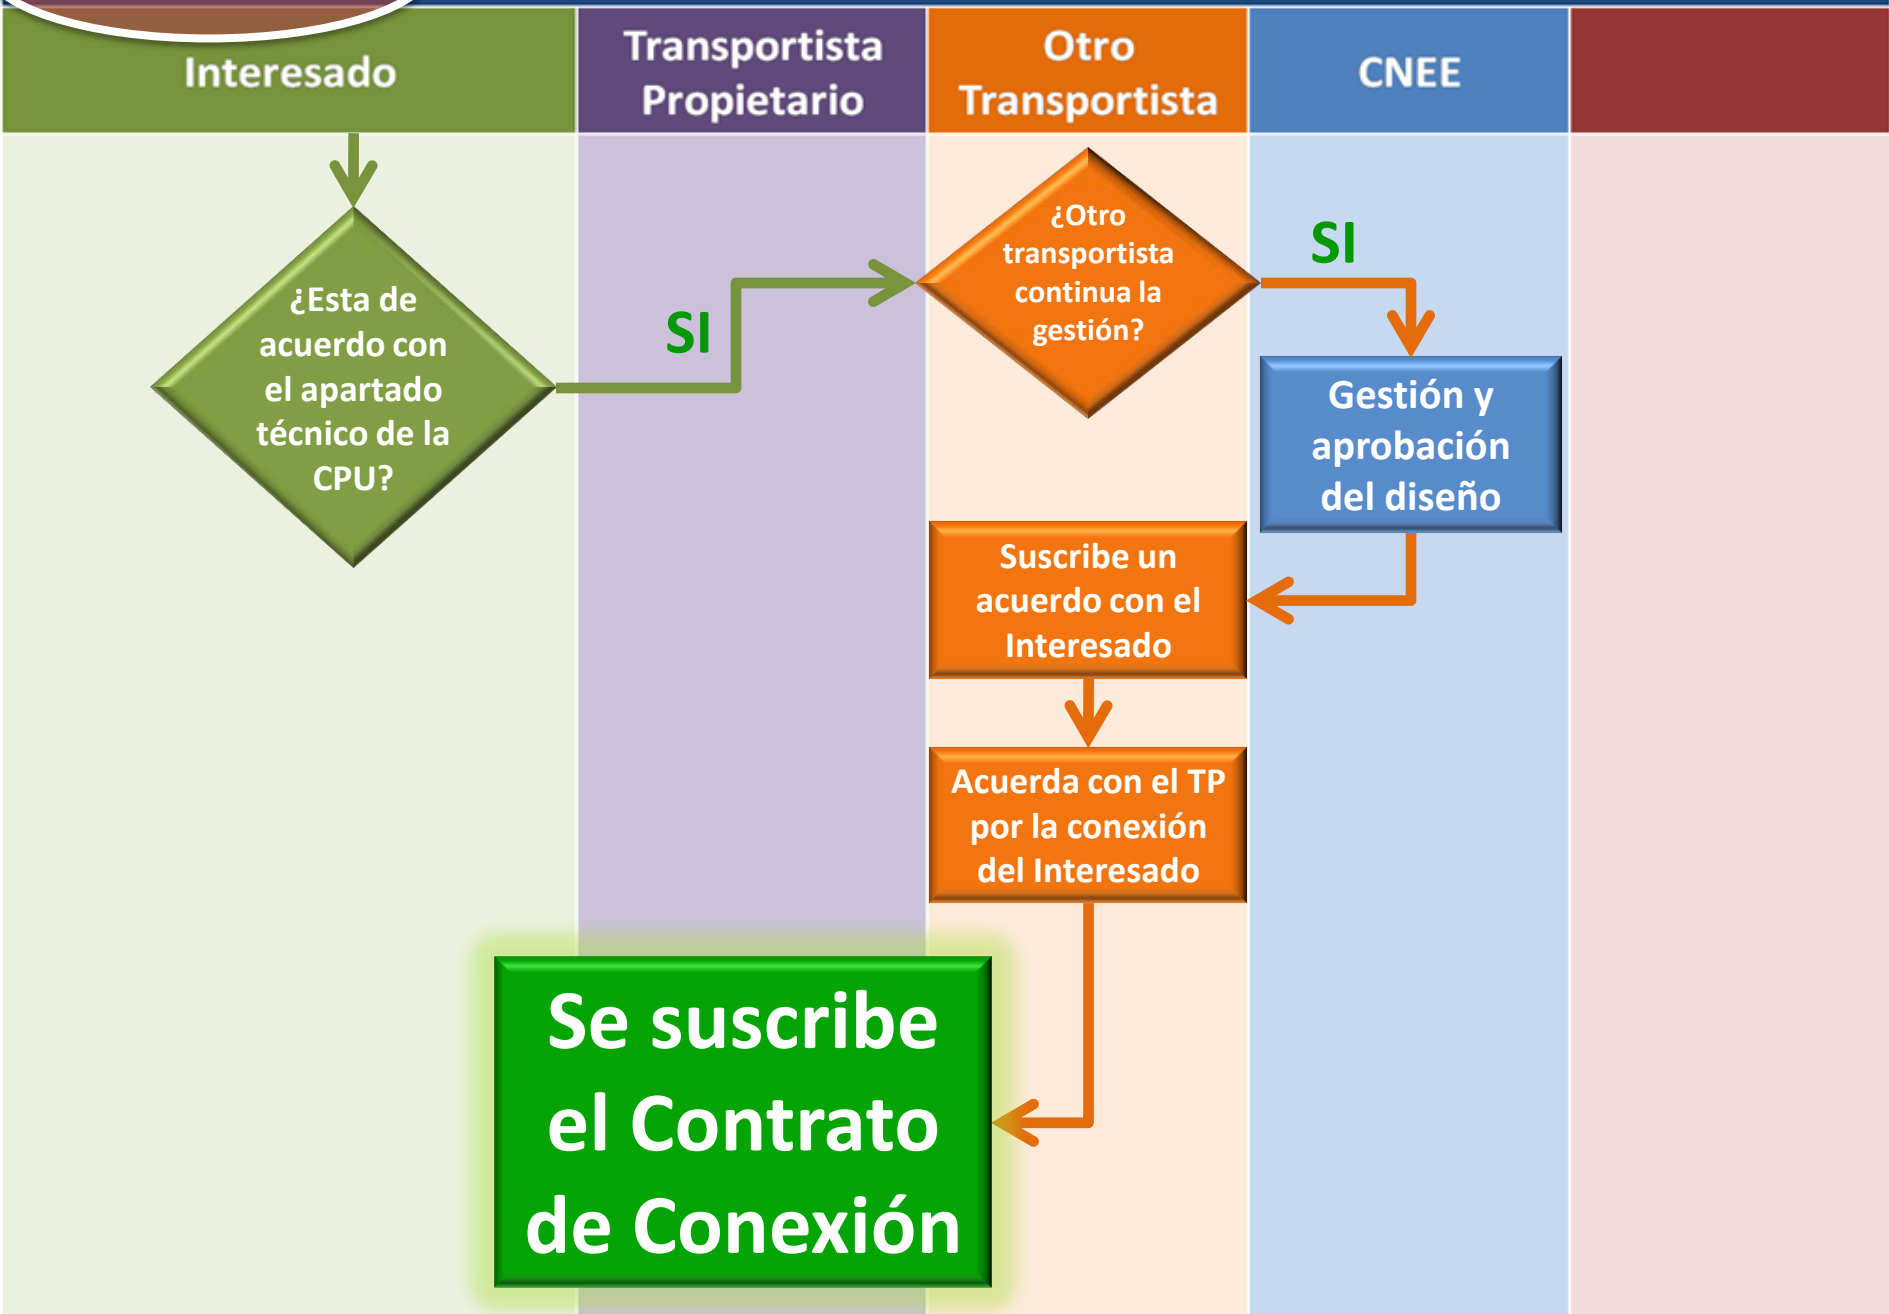 Interesado
Transportista
Propietario
Otro
Transportista
CNEE
¿Esta de
acuerdo con
el apartado
técnico de la
CPU?
SI
¿Otro
transportista
continua la
gestión?
SI
Gestión y
aprobación
del diseño
Suscribe un
acuerdo con el
Interesado
Acuerda con el TP
por la conexión
del Interesado
Se suscribe
el Contrato
de Conexión